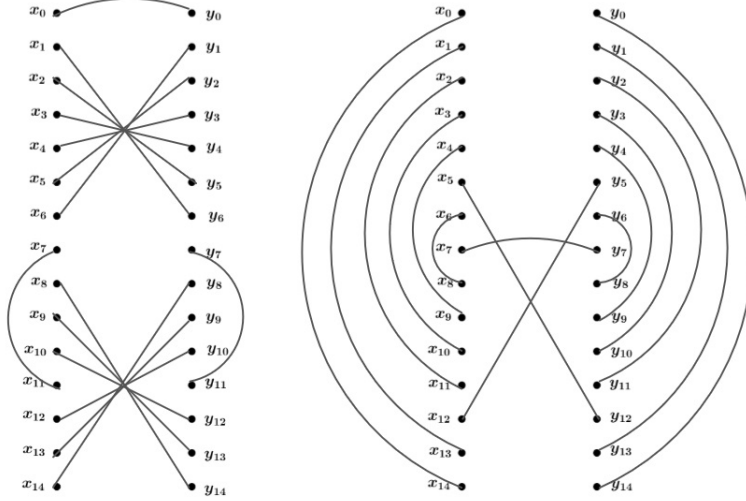 x₀ y₀ x₀ y₀
x₁ y₁ x₁ y₁
x₂ y₂ x₂ y₂
x₃ y₃ x₃ y₃
x₄ y₄ x₄ y₄
x₅ y₅ x₅ y₅
x₆ y₆ x₆ y₆
x₇ y₇ x₇ y₇
x₈ y₈ x₈ y₈
x₉ y₉ x₉ y₉
x₁₀ y₁₀ x₁₀ y₁₀
x₁₁ y₁₁ x₁₁ y₁₁
x₁₂ y₁₂ x₁₂ y₁₂
x₁₃ y₁₃ x₁₃ y₁₃
x₁₄ y₁₄ x₁₄ y₁₄